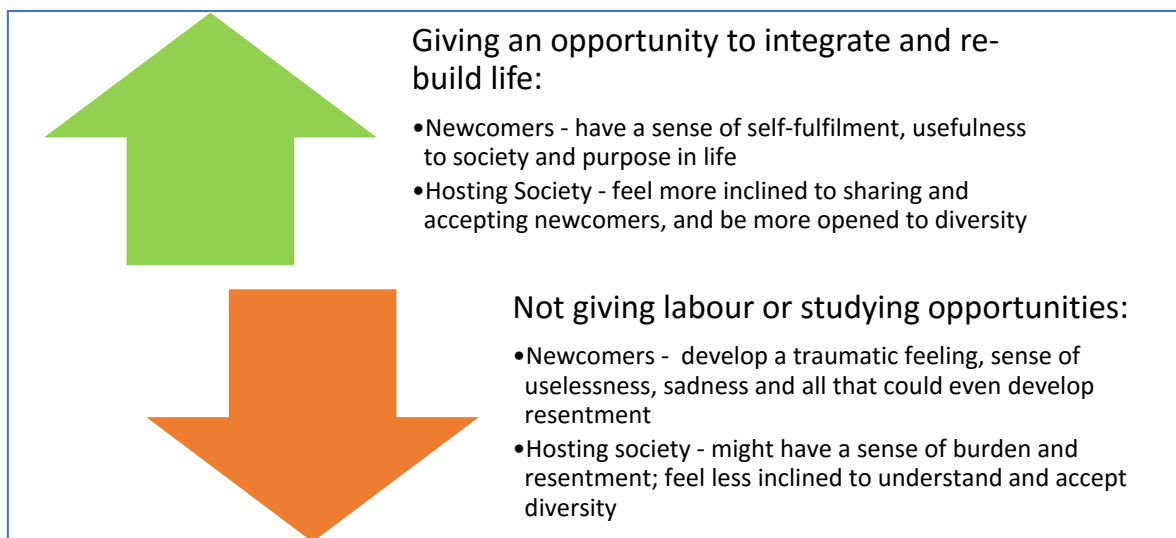 Giving an opportunity to integrate and re-
build life:
•Newcomers - have a sense of self-fulfilment, usefulness
to society and purpose in life
•Hosting Society - feel more inclined to sharing and
accepting newcomers, and be more opened to diversity
Not giving labour or studying opportunities:
•Newcomers -  develop a traumatic feeling, sense of
uselessness, sadness and all that could even develop
resentment
•Hosting society - might have a sense of burden and
resentment; feel less inclined to understand and accept
diversity